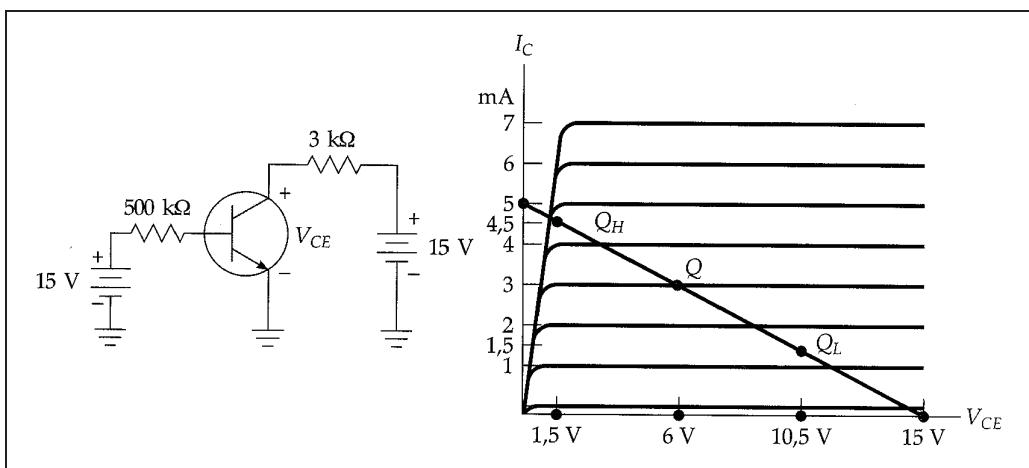 3 kΩ
+
500 kΩ
V_CE
+
15 V
−
−
+
15 V
−
I_C
mA
7
6
5
4,5
4
3
2
1,5
1
Q_H
Q
Q_L
1,5 V
6 V
10,5 V
15 V
V_CE